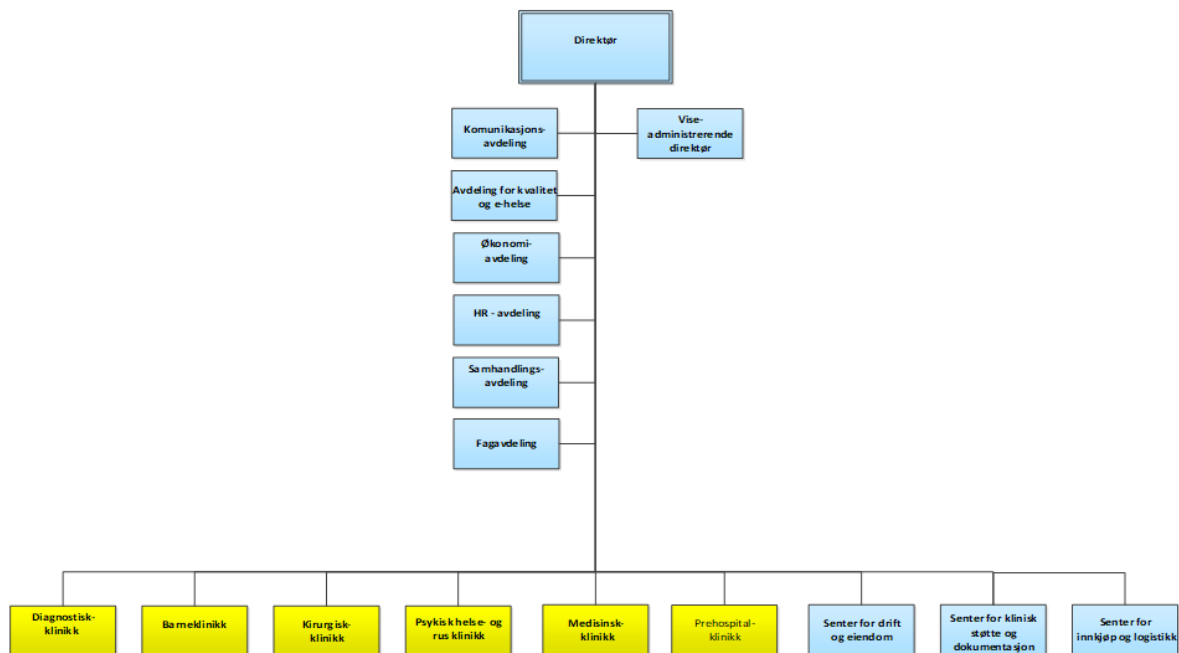 Direktør
Komunikasjons-
avdeling
Vise-
administrerende
direktør
Avdeling for kvalitet
og e-helse
Økonomi-
avdeling
HR - avdeling
Samhandlings-
avdeling
Fagavdeling
Diagnostisk-
klinikk
Barneklinikk
Kirurgisk-
klinikk
Psykisk helse- og
rus klinikk
Medisinsk-
klinikk
Prehospital-
klinikk
Senter for drift
og eiendom
Senter for klinisk
støtte og
dokumentasjon
Senter for
innkjøp og logistikk